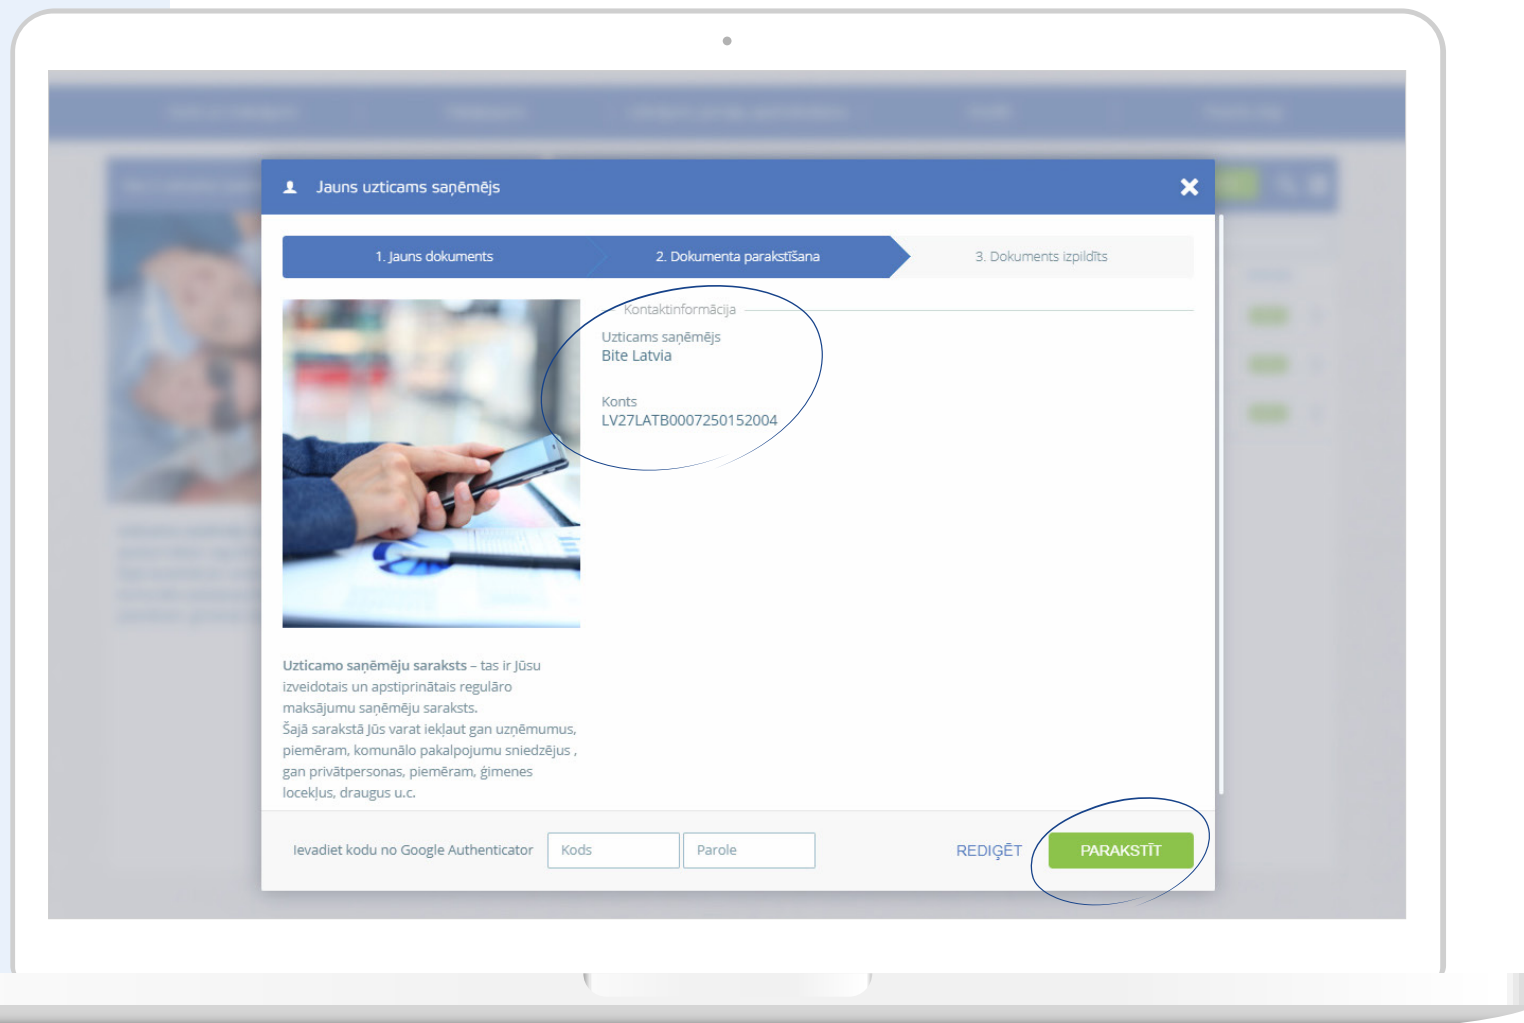 Jauns uzticams saņēmējs
1. Jauns dokuments
2. Dokumenta parakstīšana
3. Dokuments izpildīts
Kontaktinformācija
Uzticams saņēmējs
Bite Latvia
Konts
LV27LATB0007250152004
Uzticamo saņēmēju saraksts – tas ir Jūsu
izveidotais un apstiprinātais regulāro
maksājumu saņēmēju saraksts.
Šajā sarakstā Jūs varat iekļaut gan uzņēmumus,
piemēram, komunālo pakalpojumu sniedzējus ,
gan privātpersonas, piemēram, ģimenes
locekļus, draugus u.c.
Ievadiet kodu no Google Authenticator
Kods
Parole
REDIĢĒT
PARAKSTĪT